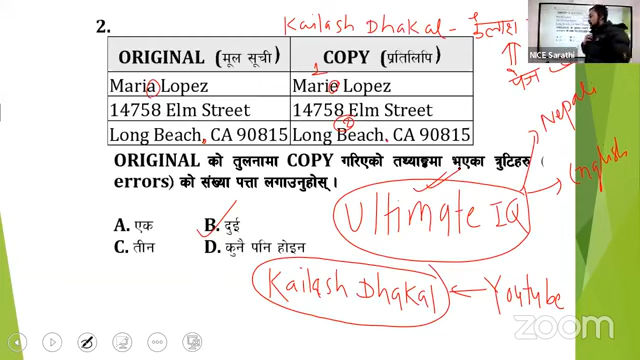 2.
Kailash Dhakal -
ORIGINAL (मूल सूची) COPY (प्रतिलिपि)
1
Maria Lopez Marie Lopez
14758 Elm Street 14758 Elm Street
Long Beach, CA 90815 Long Beach, CA 90815
ORIGINAL को तुलनामा COPY गरिएको तथ्याङ्कमा भएका त्रुटिहरु (
errors) को संख्या पत्ता लगाउनुहोस् ।
A. एक B. दुई
C. तीन D. कुनै पनि होइन
NICE Sarathi
पेज
Nepali
English
Ultimate IQ
Kailash Dhakal ← Youtube
zoom